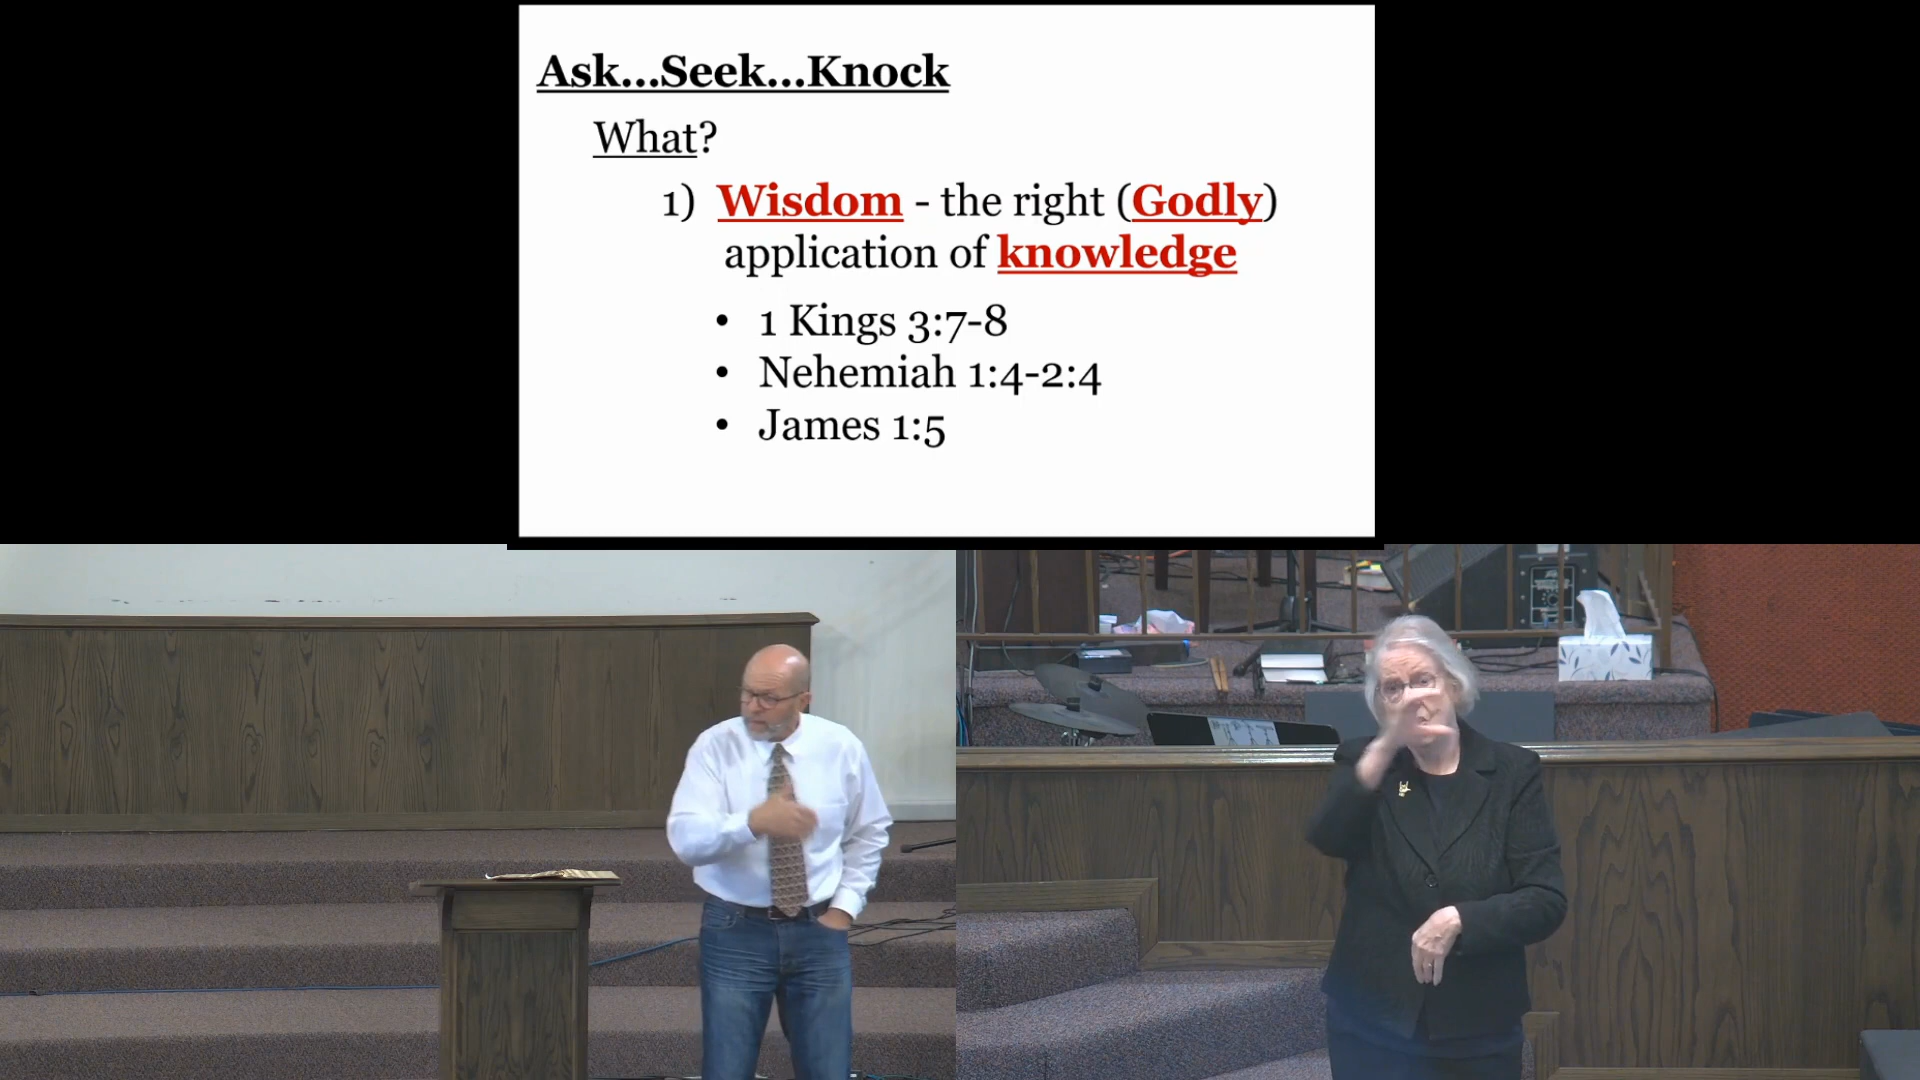 Ask...Seek...Knock
What?
1) Wisdom - the right (Godly)
application of knowledge
• 1 Kings 3:7-8
• Nehemiah 1:4-2:4
• James 1:5